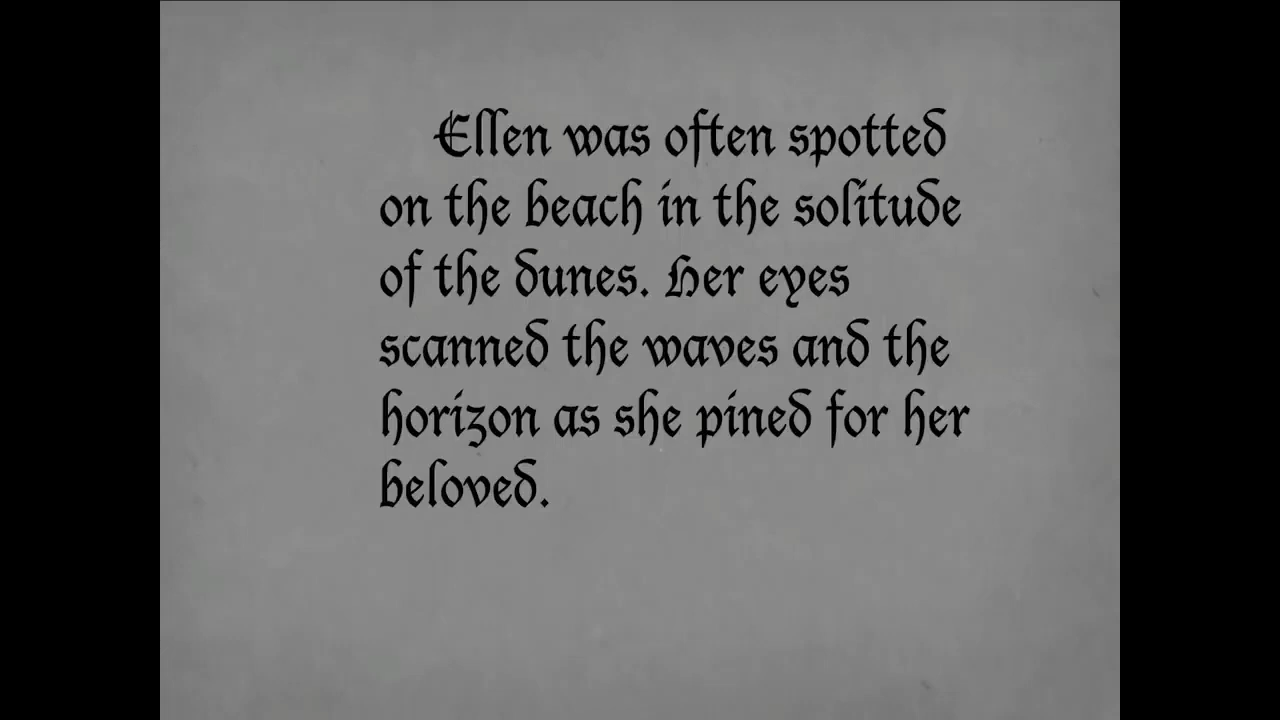 Ellen was often spotted
on the beach in the solitude
of the dunes. Her eyes
scanned the waves and the
horizon as she pined for her
beloved.